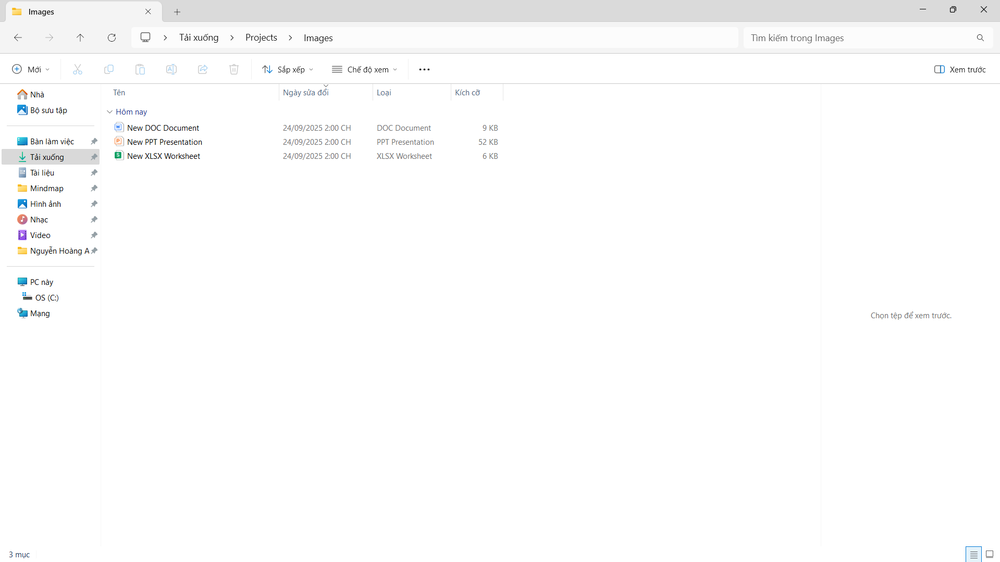 Images
Tải xuống Projects Images
Tìm kiếm trong Images
Mới Sắp xếp Chế độ xem Xem trước
Nhà
Bộ sưu tập
Bàn làm việc
Tải xuống
Tài liệu
Mindmap
Hình ảnh
Nhạc
Video
Nguyễn Hoàng A
PC này
OS (C:)
Mạng
Tên Ngày sửa đổi Loại Kích cỡ
Hôm nay
New DOC Document 24/09/2025 2:00 CH DOC Document 9 KB
New PPT Presentation 24/09/2025 2:00 CH PPT Presentation 52 KB
New XLSX Worksheet 24/09/2025 2:00 CH XLSX Worksheet 6 KB
Chọn tệp để xem trước.
3 mục